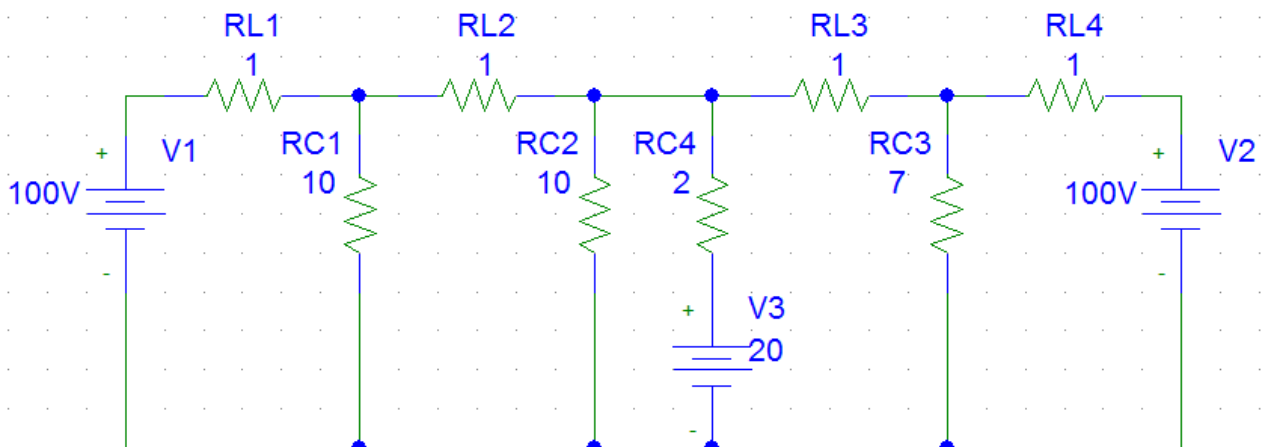 RL1
1
RL2
1
RL3
1
RL4
1
+
V1
100V
-
RC1
10
RC2
10
RC4
2
RC3
7
+
V2
100V
-
+
V3
20
-